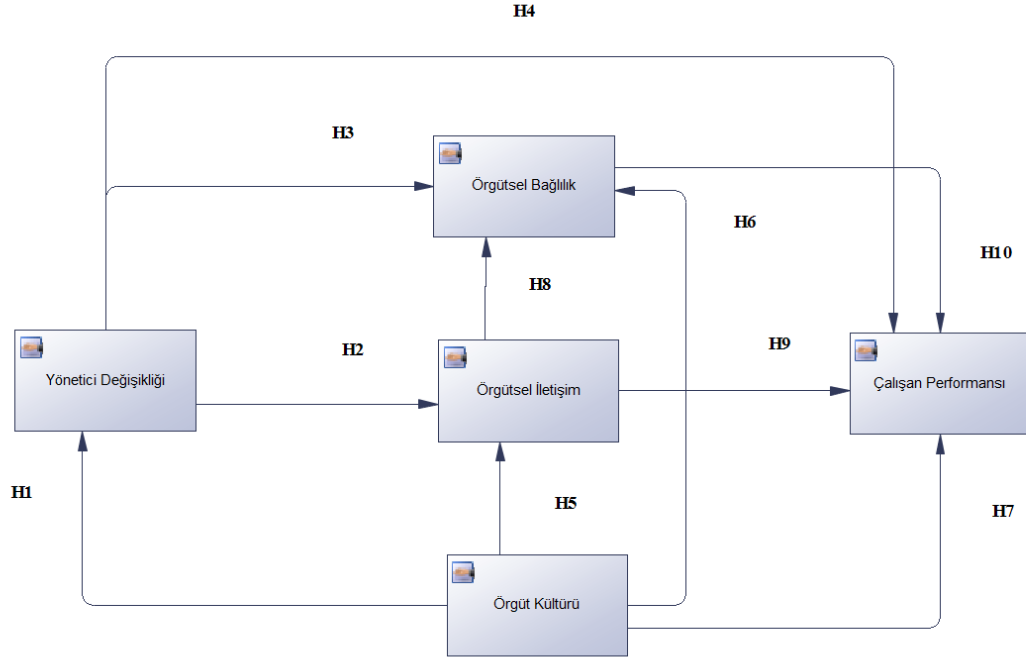 H4
H3
Örgütsel Bağlılık
H6
H10
H8
Yönetici Değişikliği
H2
Örgütsel İletişim
H9
Çalışan Performansı
H1
H5
H7
Örgüt Kültürü